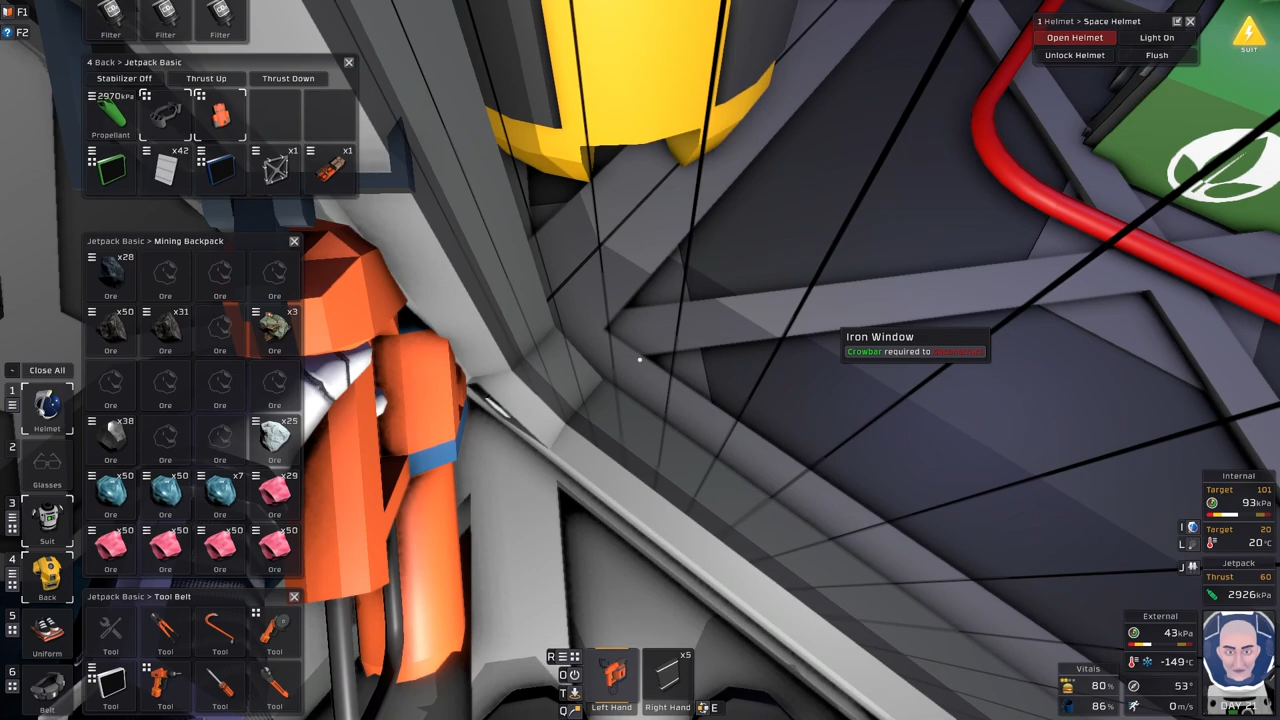 F1
? F2
Filter
Filter
Filter
4 Back > Jetpack Basic
Stabilizer Off
Thrust Up
Thrust Down
2970kPa
Propellant
x42
x1
x1
Jetpack Basic > Mining Backpack
x28
Ore
Ore
Ore
Ore
x50
x31
x3
Ore
Ore
Ore
Ore
Ore
Ore
Ore
Ore
x38
x25
Ore
Ore
Ore
Ore
x50
x50
x7
x29
Ore
Ore
Ore
Ore
x50
x50
x50
x50
Ore
Ore
Ore
Ore
Jetpack Basic > Tool Belt
Tool
Tool
Tool
Tool
Tool
Tool
Tool
Tool
-
Close All
1
Helmet
2
Glasses
3
Suit
4
Back
5
Uniform
6
Belt
1 Helmet > Space Helmet
Open Helmet
Light On
Unlock Helmet
Flush
SUIT
Iron Window
Crowbar required to
R
O
T
Q
x5
Left Hand
Right Hand
E
Internal
Target 101
93kPa
Target 20
20°C
I
L
J
Jetpack
Thrust 60
2926kPa
External
43kPa
-149°C
53°
0m/s
Vitals
80%
86%
DAY 21